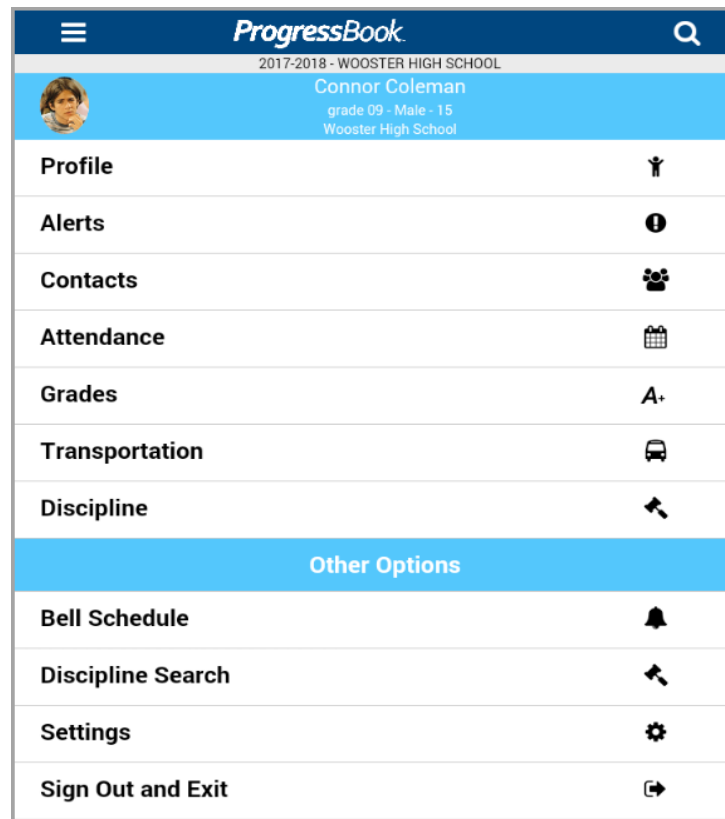 ProgressBook
2017-2018 - WOOSTER HIGH SCHOOL
Connor Coleman
grade 09 - Male - 15
Wooster High School
Profile
Alerts
Contacts
Attendance
Grades
A+
Transportation
Discipline
Other Options
Bell Schedule
Discipline Search
Settings
Sign Out and Exit